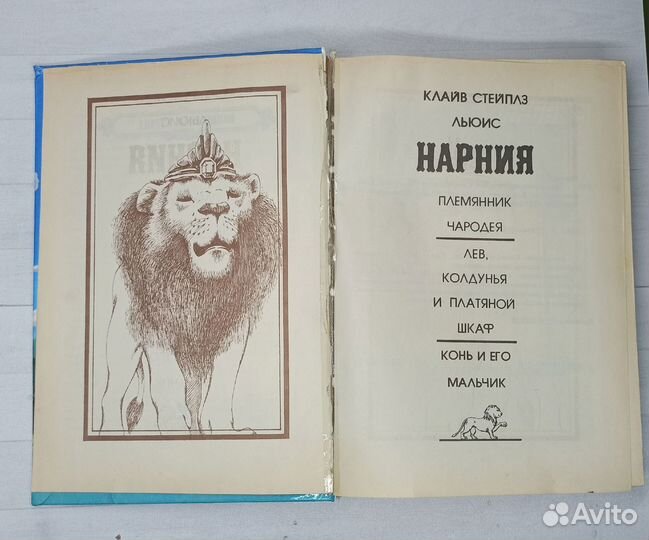 КЛАЙВ СТЕЙПЛЗ
ЛЬЮИС
НАРНИЯ
ПЛЕМЯННИК
ЧАРОДЕЯ
ЛЕВ,
КОЛДУНЬЯ
И ПЛАТЯНОЙ
ШКАФ
КОНЬ И ЕГО
МАЛЬЧИК
Avito